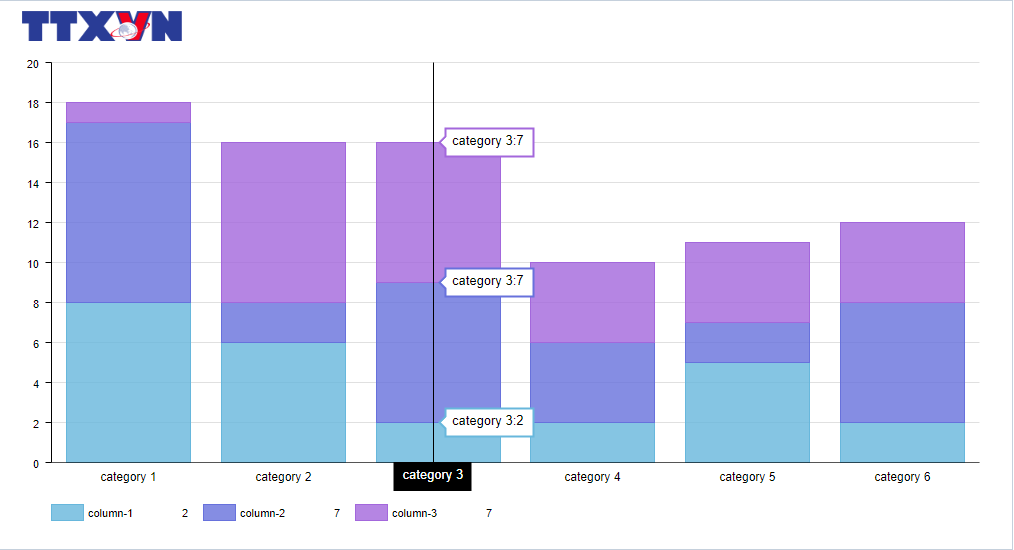 TTXVN
20
18
16
14
12
10
8
6
4
2
0
category 3:7
category 3:7
category 3:2
category 1 category 2 category 3 category 4 category 5 category 6
column-1 2 column-2 7 column-3 7